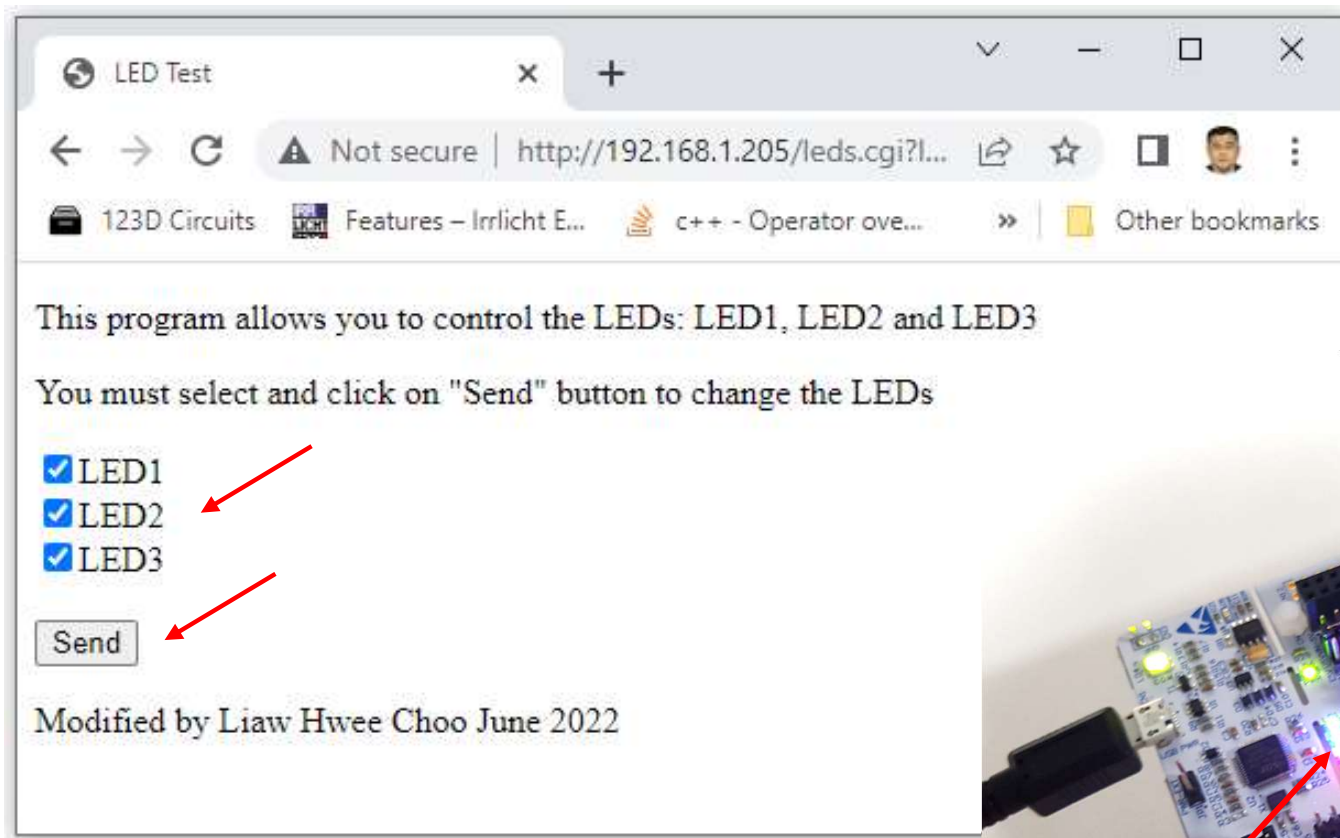 LED Test
Not secure | http://192.168.1.205/leds.cgi?l...
123D Circuits Features – Irrlicht E... c++ - Operator ove... » Other bookmarks
This program allows you to control the LEDs: LED1, LED2 and LED3
You must select and click on "Send" button to change the LEDs
LED1
LED2
LED3
Send
Modified by Liaw Hwee Choo June 2022